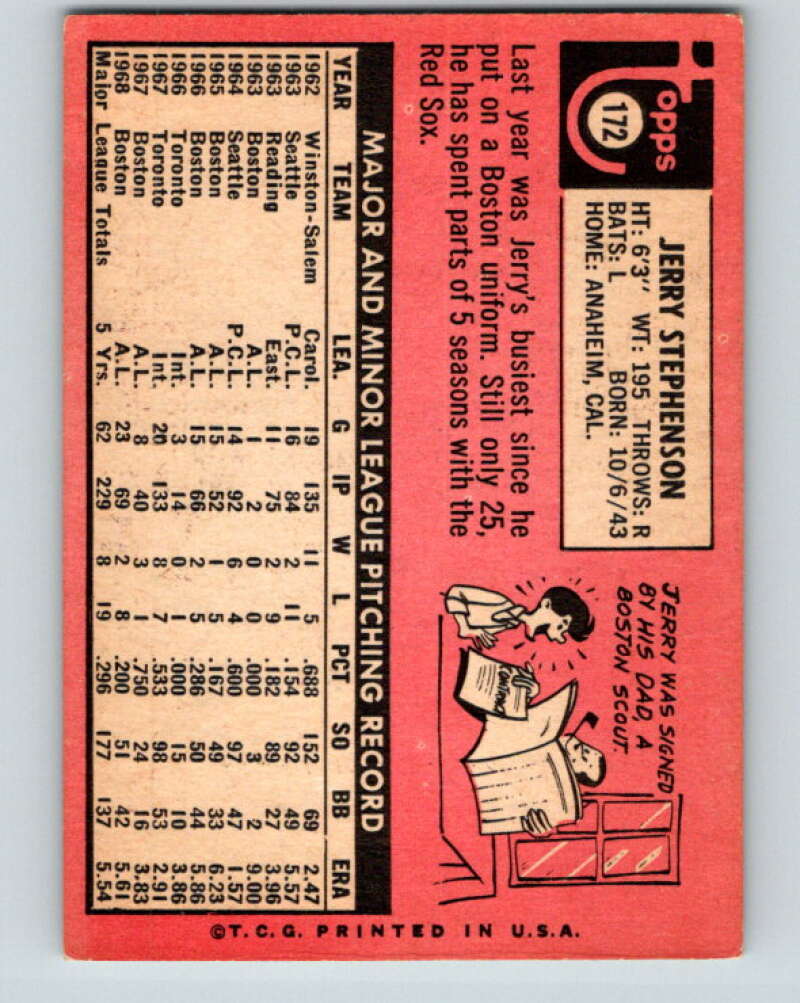 Topps
172
JERRY STEPHENSON
HT: 6'3" WT: 195 THROWS: R
BATS: L BORN: 10/6/43
HOME: ANAHEIM, CAL.
Last year was Jerry's busiest since he
put on a Boston uniform. Still only 25,
he has spent parts of 5 seasons with the
Red Sox.
JERRY WAS SIGNED
BY HIS DAD, A
BOSTON SCOUT.
CONTRACT
MAJOR AND MINOR LEAGUE PITCHING RECORD
YEAR TEAM LEA. G IP W L PCT SO BB ERA
1962 Winston-Salem Carol. 19 135 11 5 .688 152 69 2.47
1963 Seattle P.C.L. 16 84 2 11 .154 92 49 5.57
1963 Reading East. 11 75 2 9 .182 89 27 3.96
1963 Boston A.L. 1 2 0 0 .000 3 2 9.00
1964 Seattle P.C.L. 14 92 6 4 .600 97 47 1.57
1965 Boston A.L. 15 52 1 5 .167 49 33 6.23
1966 Boston A.L. 15 66 2 5 .286 50 44 5.86
1966 Toronto Int. 3 14 0 1 .000 15 10 3.86
1967 Toronto Int. 20 133 8 7 .533 98 53 2.91
1967 Boston A.L. 8 40 3 1 .750 24 16 3.83
1968 Boston A.L. 23 69 2 8 .200 51 42 5.61
Major League Totals 5 Yrs. 62 229 8 19 .296 177 137 5.54
©T.C.G. PRINTED IN U.S.A.